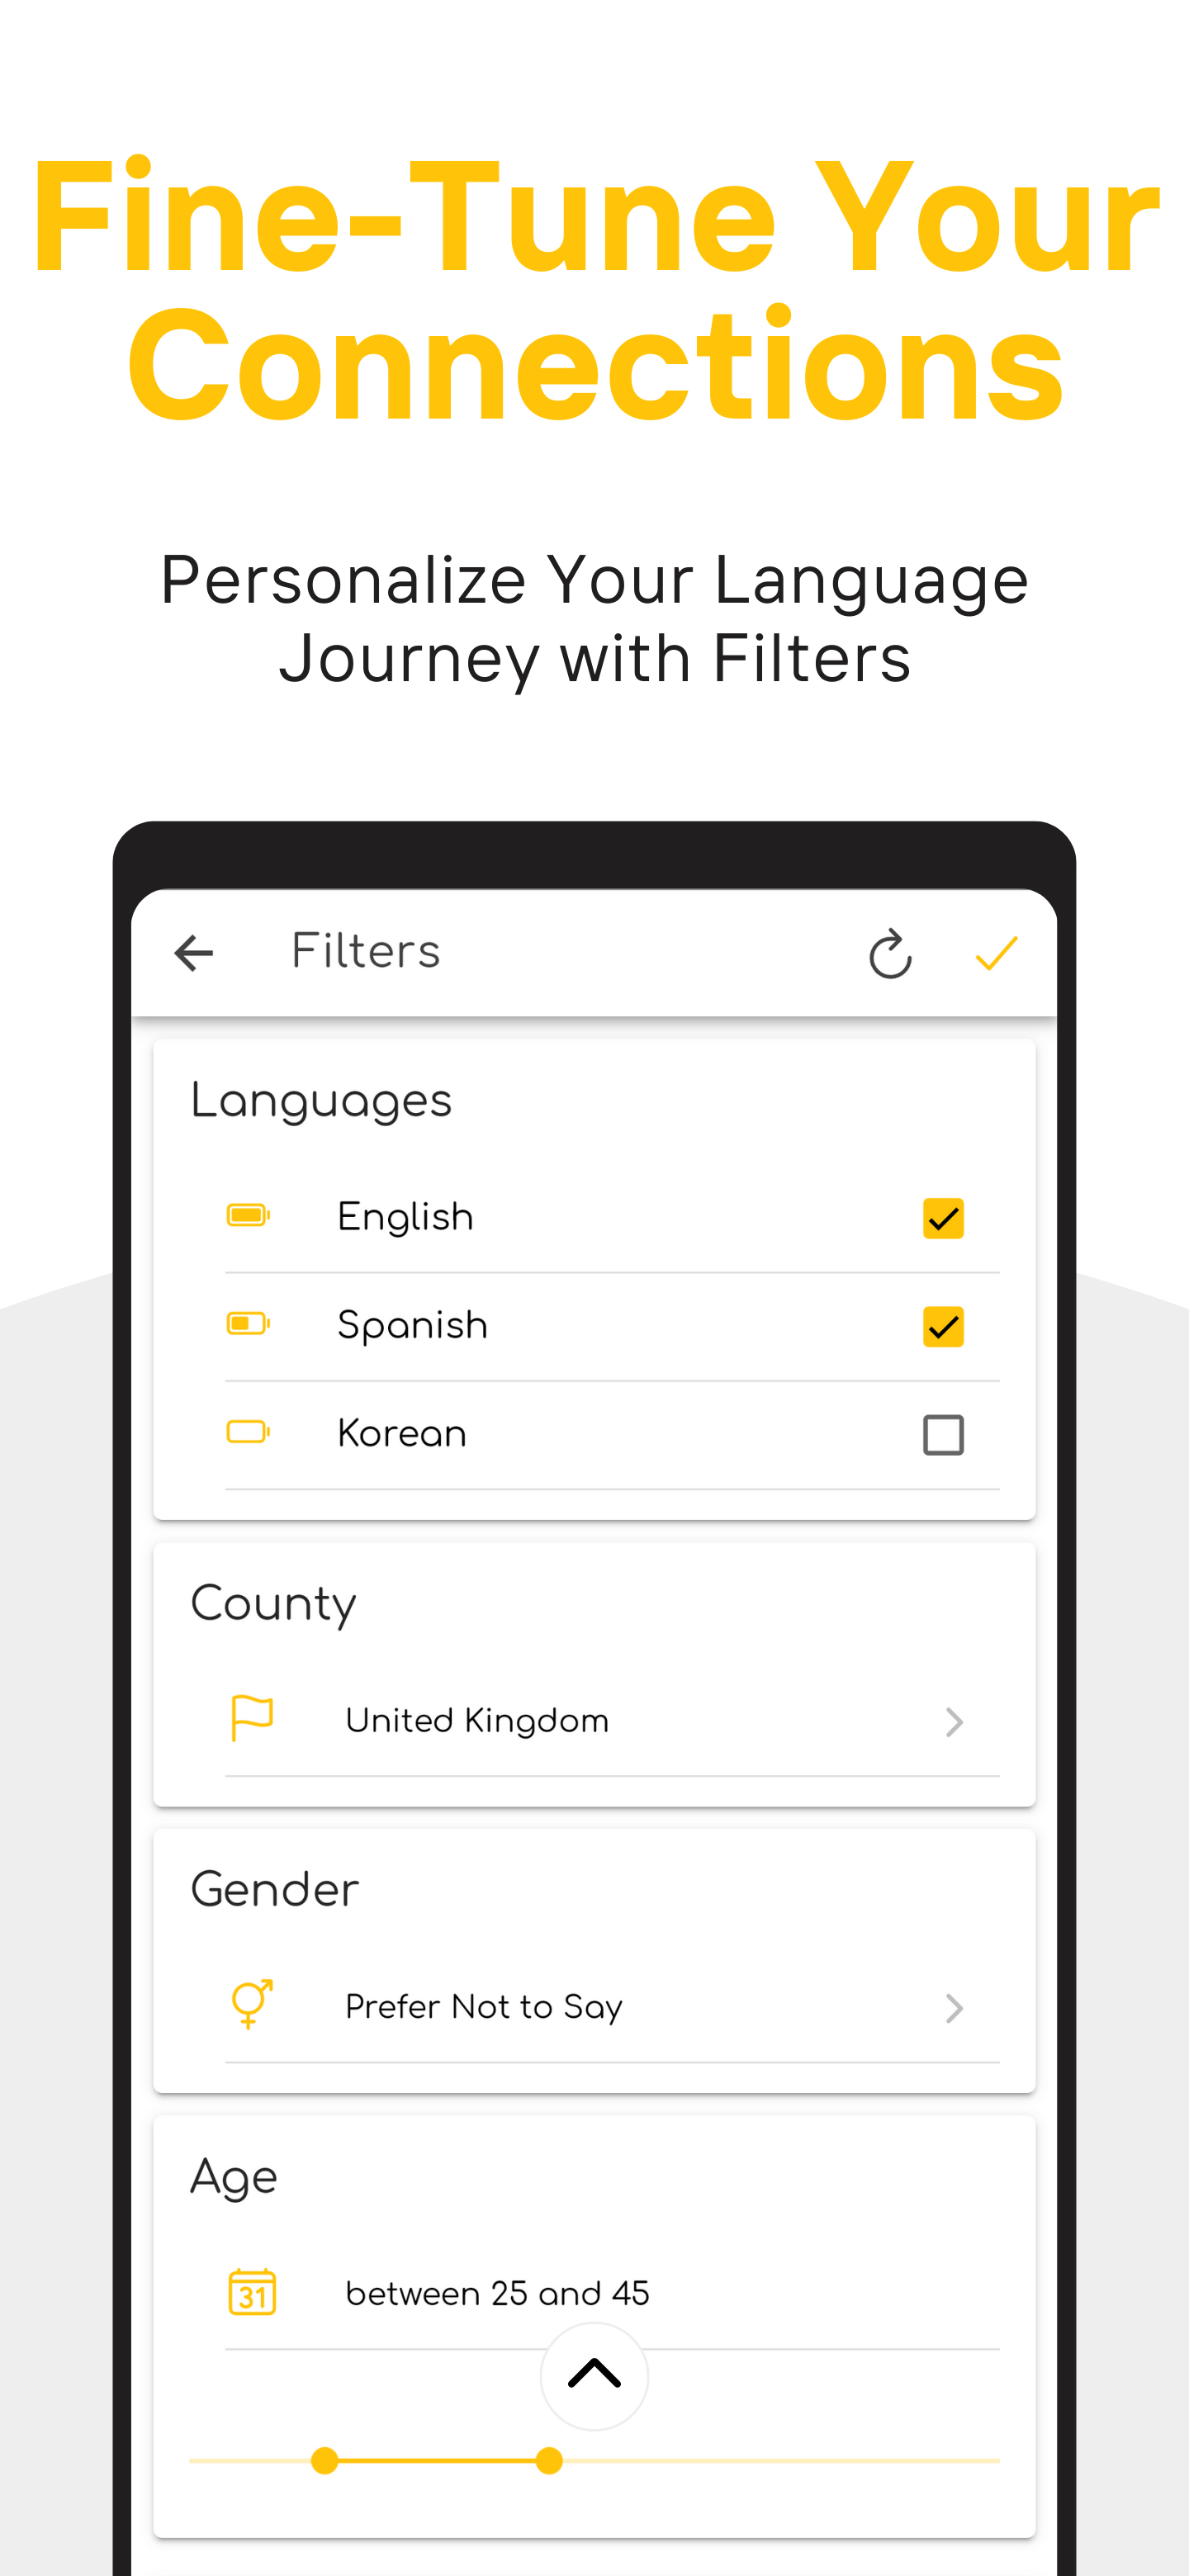 Fine-Tune Your
Connections
Personalize Your Language
Journey with Filters
Filters
Languages
English
Spanish
Korean
County
United Kingdom
Gender
Prefer Not to Say
Age
31 between 25 and 45